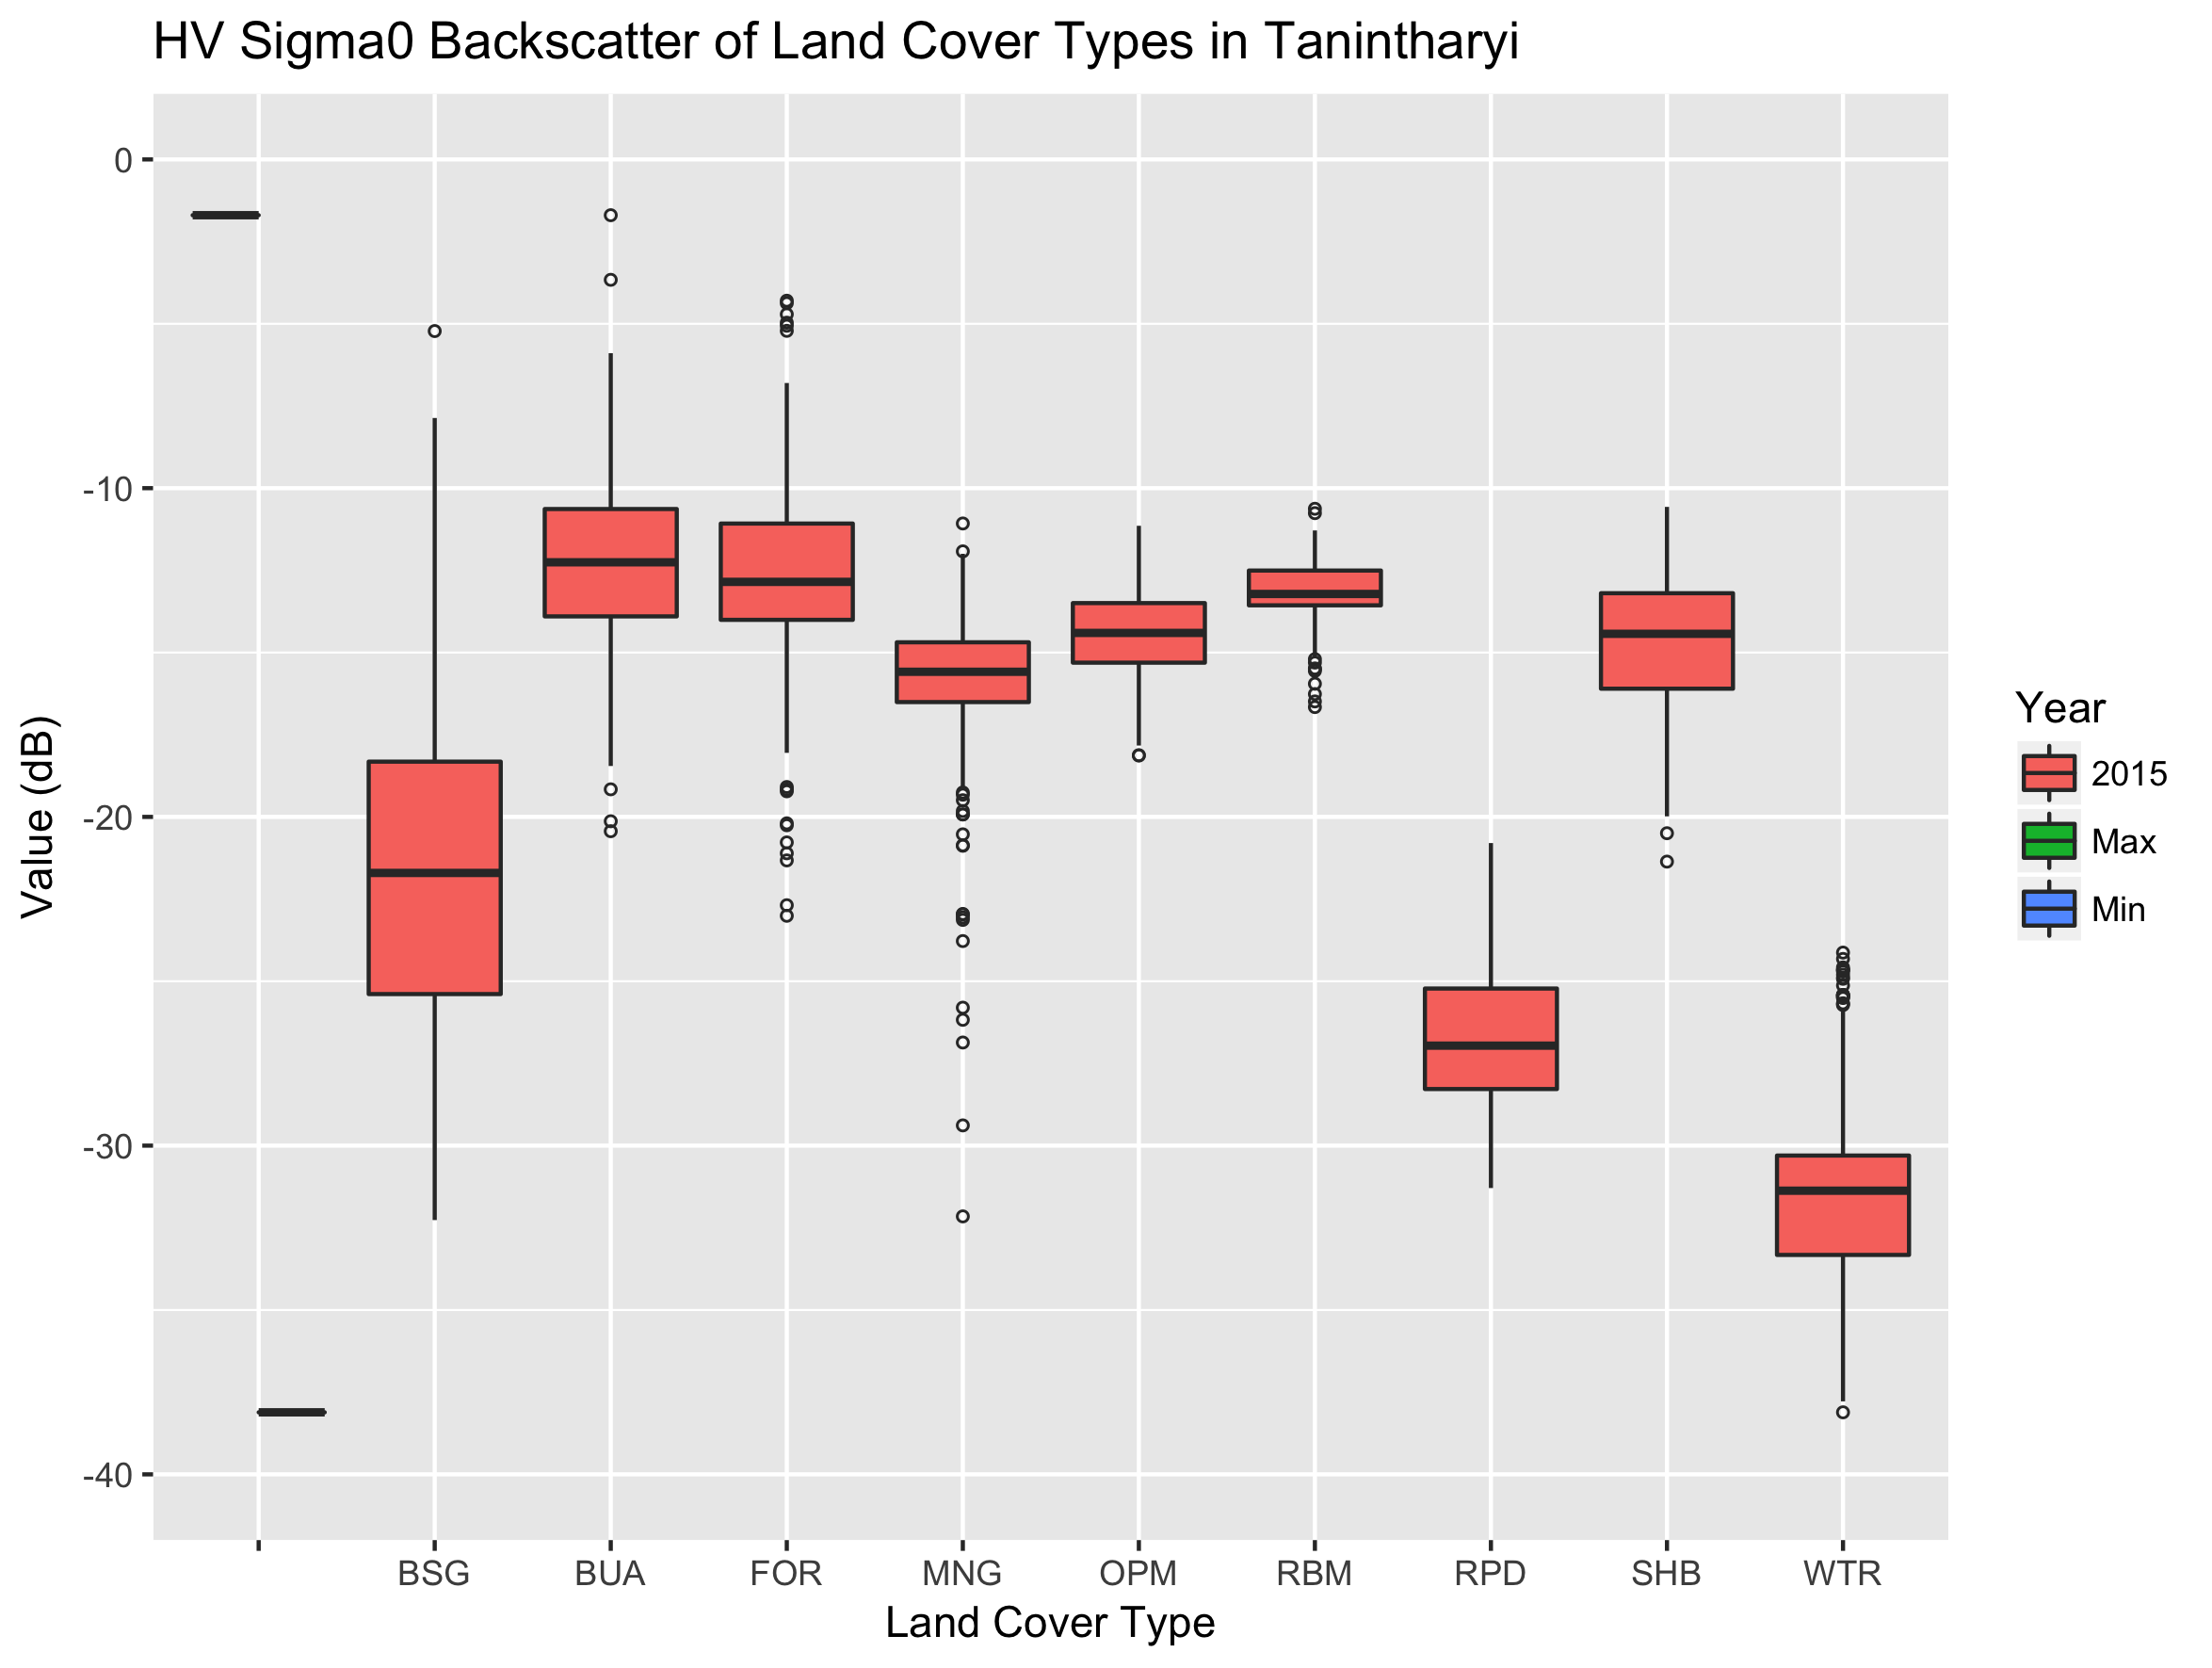 HV Sigma0 Backscatter of Land Cover Types in Tanintharyi
Value (dB)
0
-10
-20
-30
-40
BSG BUA FOR MNG OPM RBM RPD SHB WTR
Land Cover Type
Year
2015
Max
Min